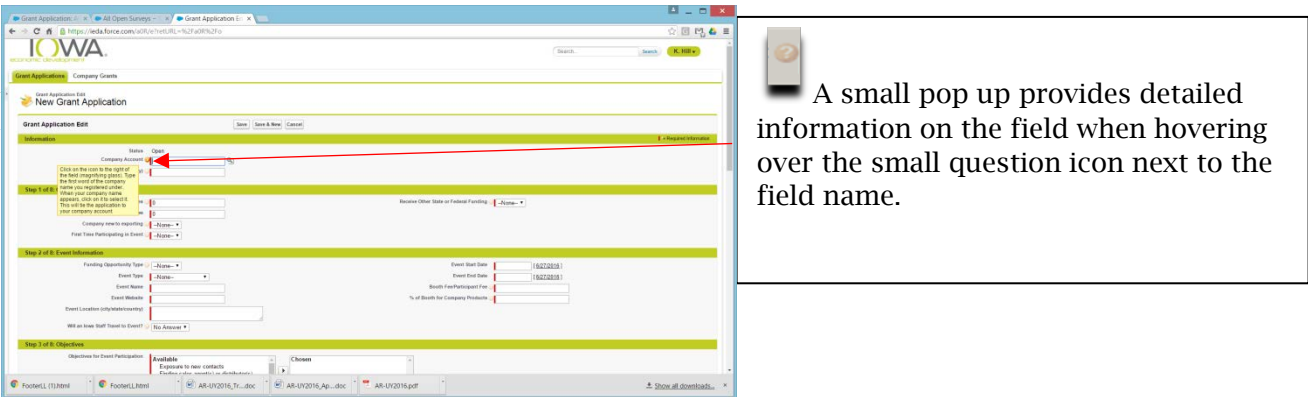 Grant Application: A
All Open Surveys ~
Grant Application Ed
https://ieda.force.com/a0R/e?retURL=%2Fa0R%2Fo
IOWA
economic development
Search...
Search
K. Hill
Grant Applications
Company Grants
Grant Application Edit
New Grant Application
Grant Application Edit
Save
Save & New
Cancel
Information
= Required Information
Status
Open
Company Account
Click on the icon to the right of
the field (magnifying glass). Type
the first word of the company
name you registered under.
When your company name
appears, click on it to select it.
This will be the application to
your company account.
Step 1 of 8:
0
Receive Other State or Federal Funding
--None--
0
Company new to exporting
--None--
First Time Participating in Event
--None--
Step 2 of 8: Event Information
Funding Opportunity Type
--None--
Event Start Date
[ 6/27/2016 ]
Event Type
--None--
Event End Date
[ 6/27/2016 ]
Event Name
Booth Fee/Participant Fee
Event Website
% of Booth for Company Products
Event Location (city/state/country)
Will an Iowa Staff Travel to Event?
No Answer
Step 3 of 8: Objectives
Objectives for Event Participation
Available
Chosen
Exposure to new contacts
Finding sales agent(s) or distributor(s)
FooterLL (1).html
FooterLL.html
AR-UY2016_Tr....doc
AR-UY2016_Ap....doc
AR-UY2016.pdf
Show all downloads...
A small pop up provides detailed
information on the field when hovering
over the small question icon next to the
field name.